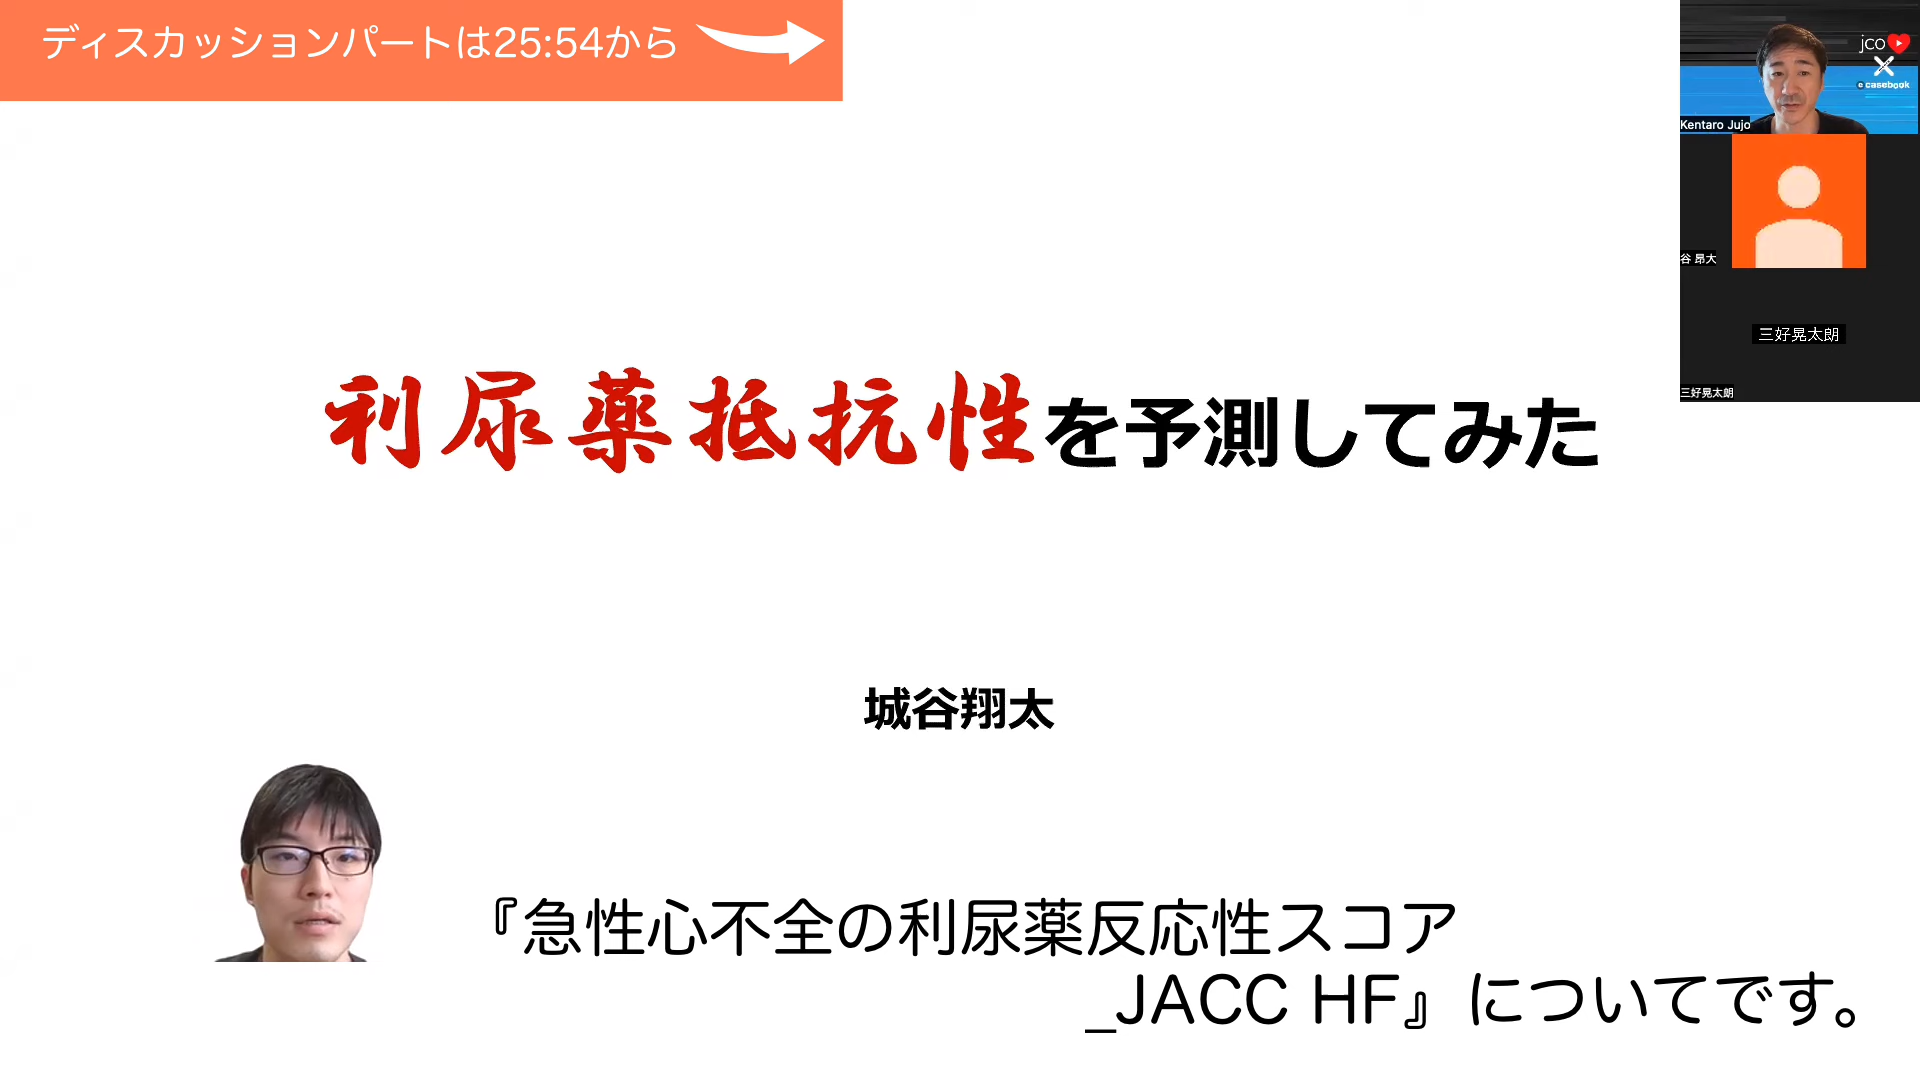 ディスカッションパートは25:54から
jco
e casebook
Kentaro Jujo
谷 昂大
三好晃太朗
三好晃太朗
利尿薬抵抗性を予測してみた
城谷翔太
『急性心不全の利尿薬反応性スコア
_JACC HF』についてです。